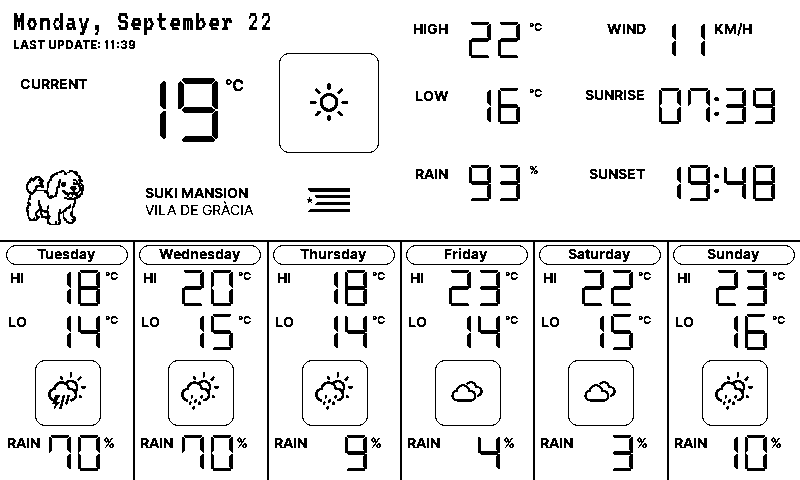 Monday, September 22
LAST UPDATE: 11:39
CURRENT 19 °C
SUKI MANSION
VILA DE GRÀCIA
HIGH 22 °C
LOW 16 °C
RAIN 93 %
WIND 11 KM/H
SUNRISE 07:39
SUNSET 19:48
Tuesday
HI 18 °C
LO 14 °C
RAIN 70 %
Wednesday
HI 20 °C
LO 15 °C
RAIN 70 %
Thursday
HI 18 °C
LO 14 °C
RAIN 9 %
Friday
HI 23 °C
LO 14 °C
RAIN 4 %
Saturday
HI 22 °C
LO 15 °C
RAIN 3 %
Sunday
HI 23 °C
LO 16 °C
RAIN 10 %